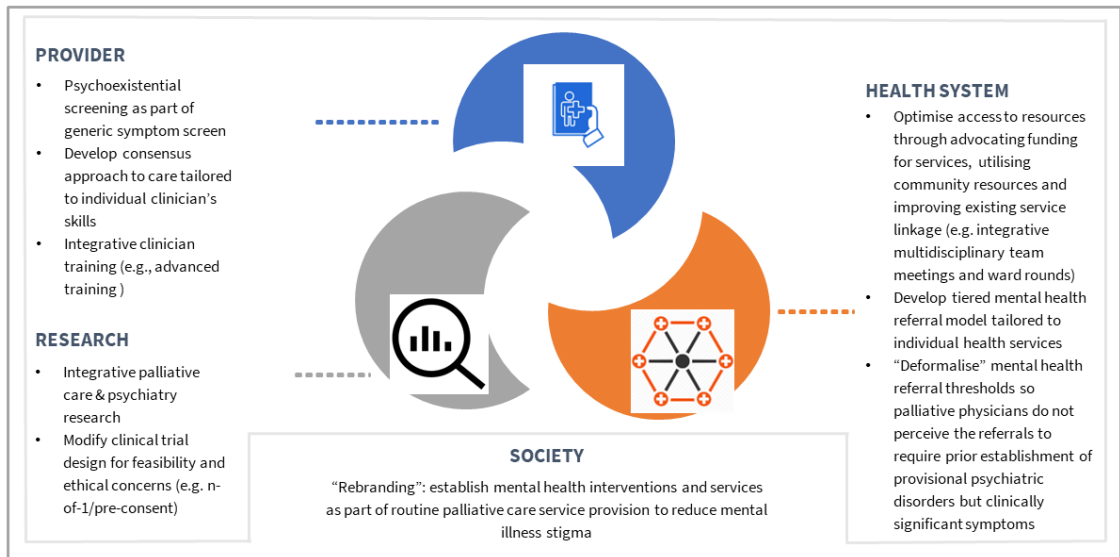 PROVIDER
• Psychoexistential
screening as part of
generic symptom screen
• Develop consensus
approach to care tailored
to individual clinician's
skills
• Integrative clinician
training (e.g., advanced
training )
RESEARCH
• Integrative palliative
care & psychiatry
research
• Modify clinical trial
design for feasibility and
ethical concerns (e.g. n-
of-1/pre-consent)
SOCIETY
“Rebranding”: establish mental health interventions and services
as part of routine palliative care service provision to reduce mental
illness stigma
HEALTH SYSTEM
• Optimise access to resources
through advocating funding
for services, utilising
community resources and
improving existing service
linkage (e.g. integrative
multidisciplinary team
meetings and ward rounds)
• Develop tiered mental health
referral model tailored to
individual health services
• “Deformalise” mental health
referral thresholds so
palliative physicians do not
perceive the referrals to
require prior establishment of
provisional psychiatric
disorders but clinically
significant symptoms